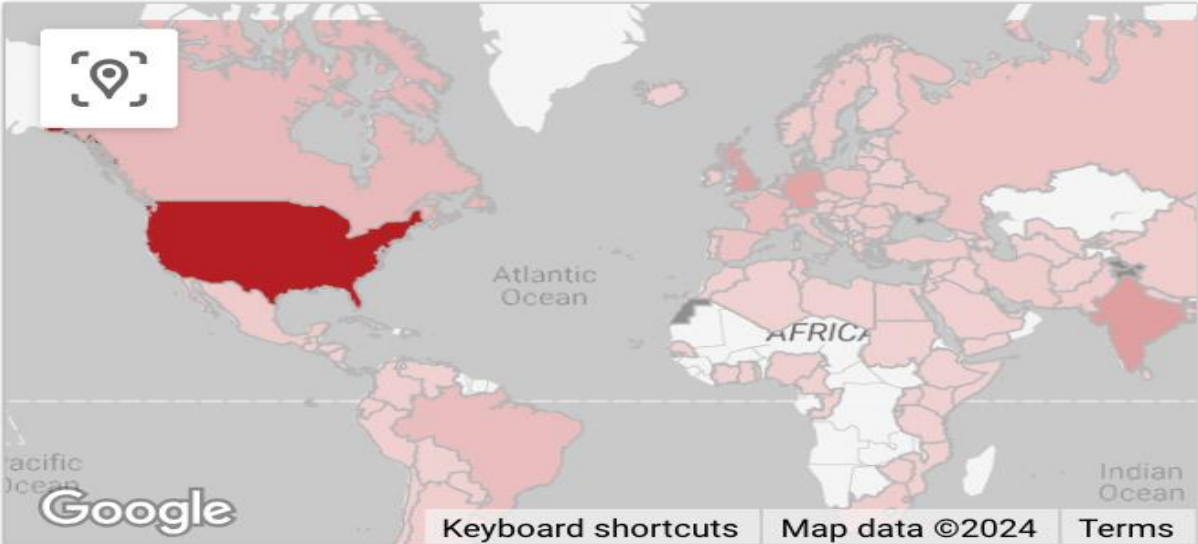 Atlantic
Ocean
AFRICA
acific
Ocean
Indian
Ocean
Google
Keyboard shortcuts
Map data ©2024
Terms